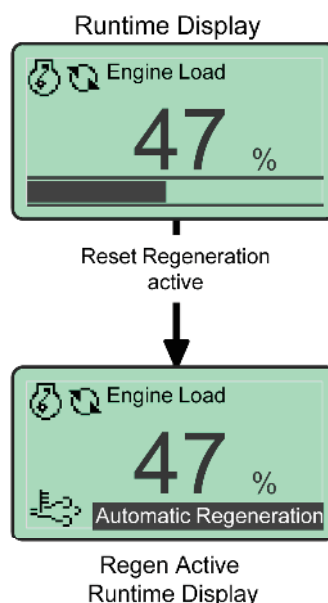 Runtime Display
Engine Load
47 %
Reset Regeneration
active
Engine Load
47 %
Automatic Regeneration
Regen Active
Runtime Display